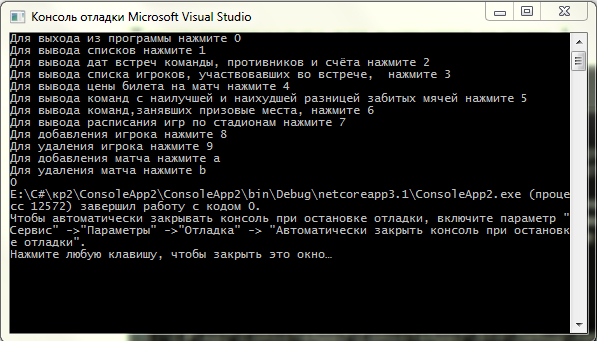 Консоль отладки Microsoft Visual Studio
Для выхода из программы нажмите 0
Для вывода списков нажмите 1
Для вывода дат встреч команды, противников и счёта нажмите 2
Для вывода списка игроков, участвовавших во встрече,  нажмите 3
Для вывода цены билета на матч нажмите 4
Для вывода команд с наилучшей и наихудшей разницей забитых мячей нажмите 5
Для вывода команд,занявших призовые места, нажмите 6
Для вывода расписания игр по стадионам нажмите 7
Для добавления игрока нажмите 8
Для удаления игрока нажмите 9
Для добавления матча нажмите a
Для удаления матча нажмите b
0
E:\C#\кр2\ConsoleApp2\ConsoleApp2\bin\Debug\netcoreapp3.1\ConsoleApp2.exe (проце
сс 12572) завершил работу с кодом 0.
Чтобы автоматически закрывать консоль при остановке отладки, включите параметр "
Сервис" ->"Параметры" ->"Отладка" -> "Автоматически закрыть консоль при остановк
е отладки".
Нажмите любую клавишу, чтобы закрыть это окно…